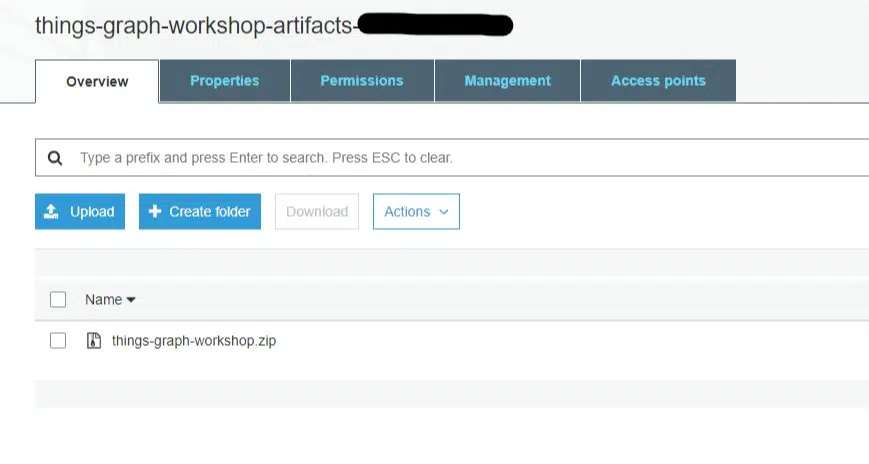 things-graph-workshop-artifacts-
Overview Properties Permissions Management Access points
Type a prefix and press Enter to search. Press ESC to clear.
Upload Create folder Download Actions
Name
things-graph-workshop.zip